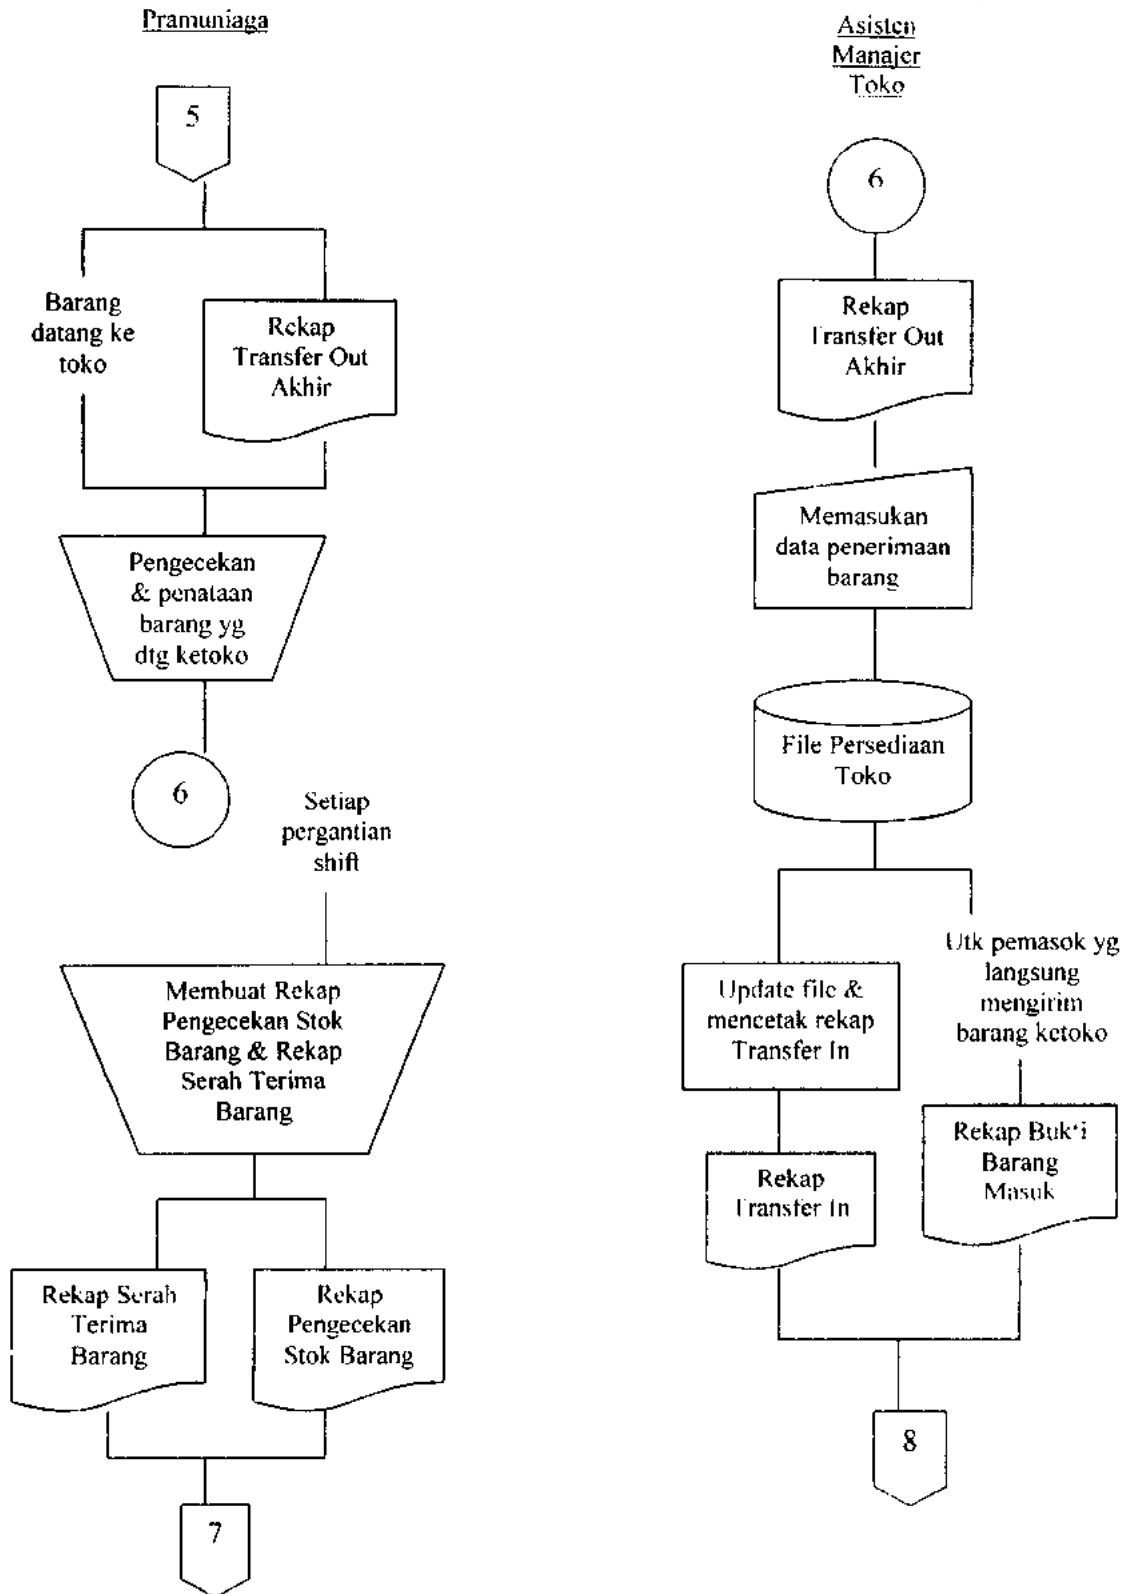 Pramuniaga
5
Barang
datang ke
toko
Rekap
Transfer Out
Akhir
Pengecekan
& penataan
barang yg
dtg ketoko
6
Setiap
pergantian
shift
Membuat Rekap
Pengecekan Stok
Barang & Rekap
Serah Terima
Barang
Rekap Serah
Terima
Barang
Rekap
Pengecekan
Stok Barang
7
Asisten
Manajer
Toko
6
Rekap
Transfer Out
Akhir
Memasukan
data penerimaan
barang
File Persediaan
Toko
Update file &
mencetak rekap
Transfer In
Utk pemasok yg
langsung
mengirim
barang ketoko
Rekap
Transfer In
Rekap Bukti
Barang
Masuk
8